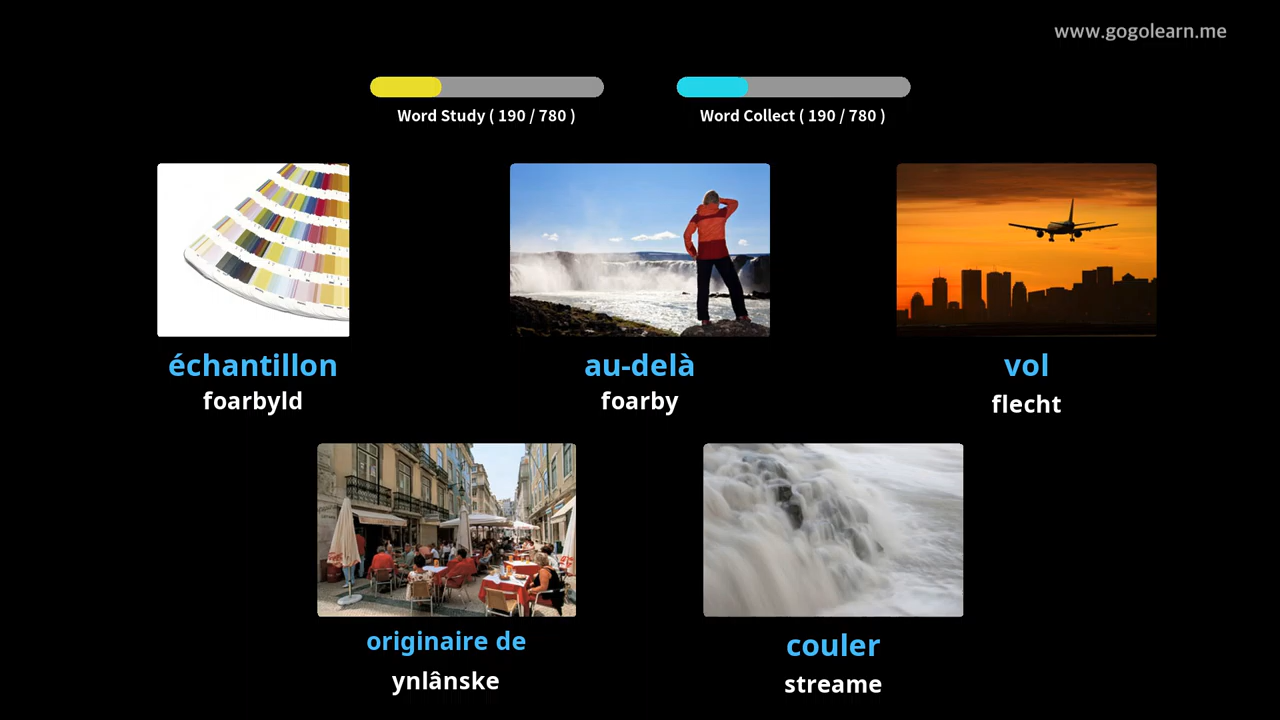 www.gogolearn.me
Word Study ( 190 / 780 )
Word Collect ( 190 / 780 )
échantillon
foarbyld
au-delà
foarby
vol
flecht
originaire de
ynlânske
couler
streame